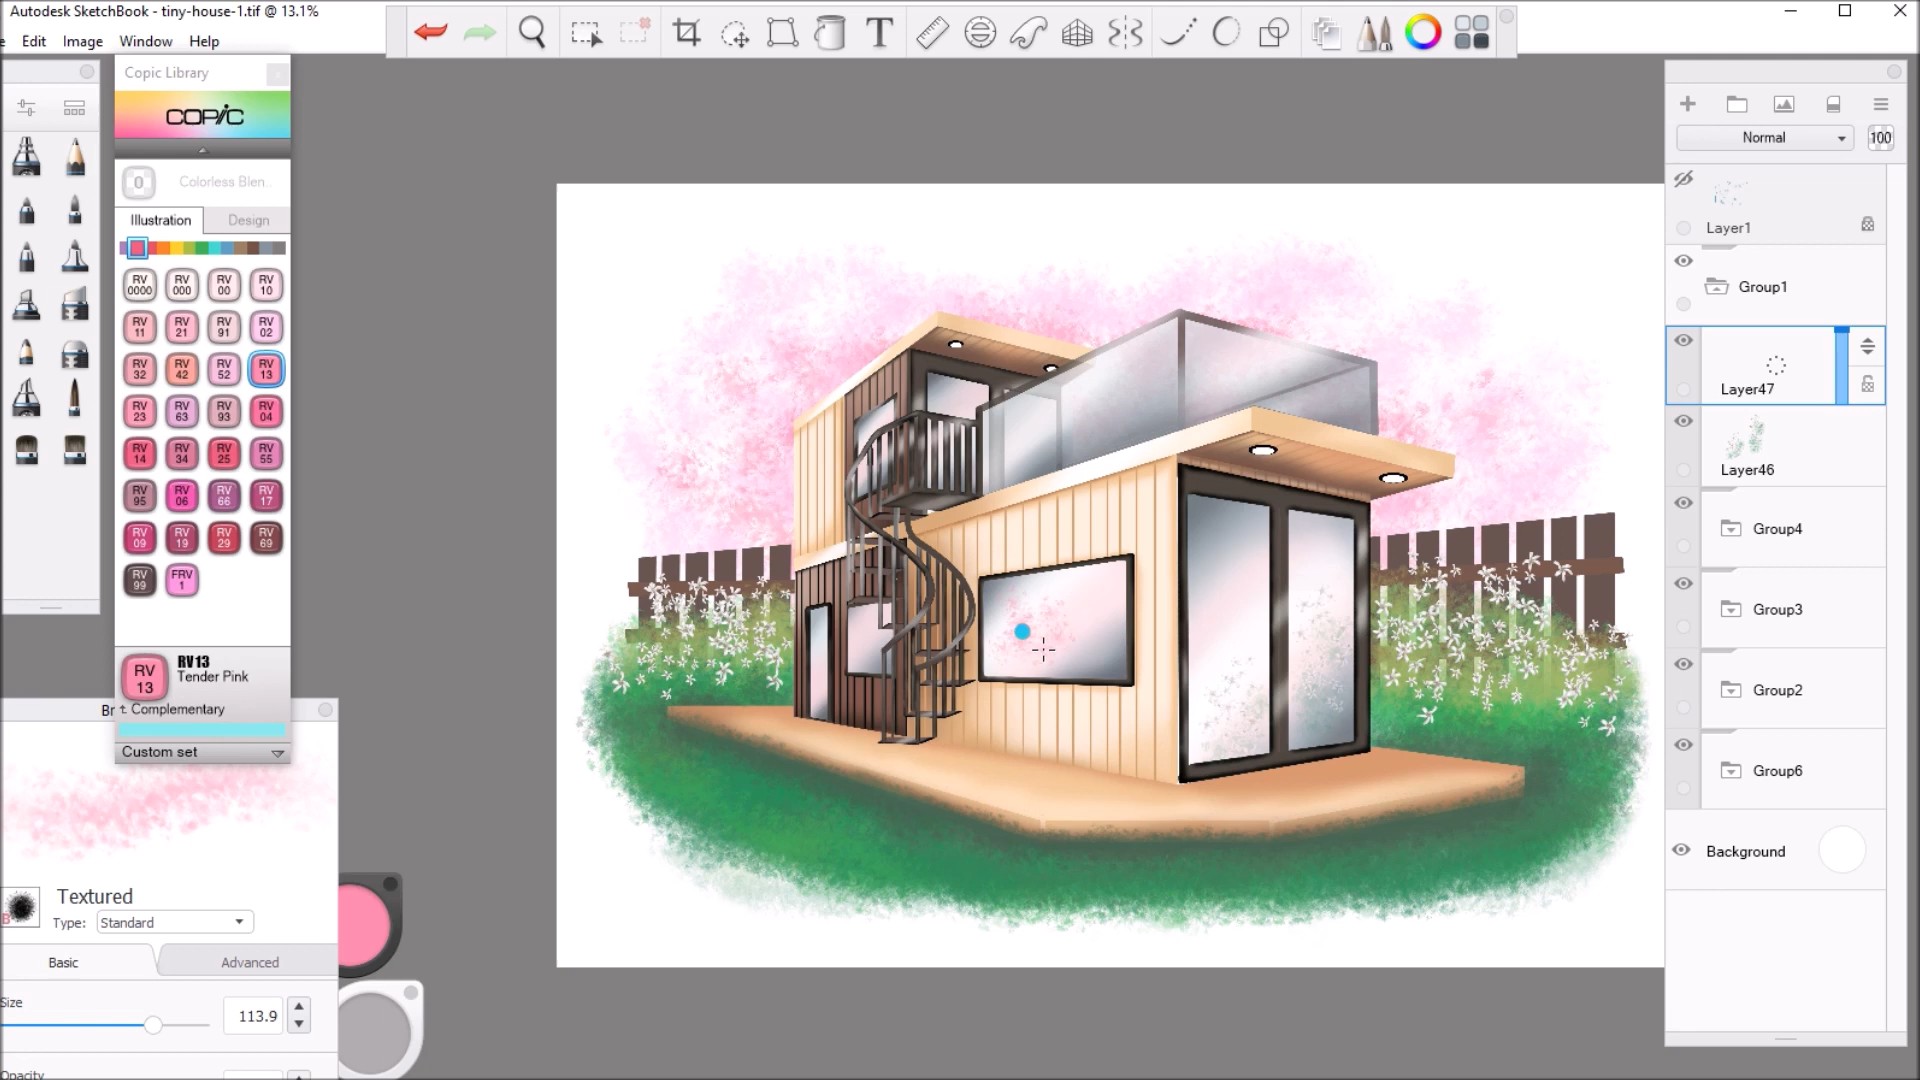 Autodesk SketchBook - tiny-house-1.tif @ 13.1%
e Edit Image Window Help
T
Copic Library
COPIC
0 Colorless Blen..
Illustration Design
RV 0000 RV 000 RV 00 RV 10
RV 11 RV 21 RV 91 RV 02
RV 32 RV 42 RV 52 RV 13
RV 23 RV 63 RV 93 RV 04
RV 14 RV 34 RV 25 RV 55
RV 95 RV 06 RV 66 RV 17
RV 09 RV 19 RV 29 RV 69
RV 99 FRV 1
RV 13 RV13
Tender Pink
Br t Complementary
Custom set
B
Textured
Type: Standard
Basic Advanced
Size 113.9
Opacity
Normal 100
Layer1
Group1
Layer47
Layer46
Group4
Group3
Group2
Group6
Background